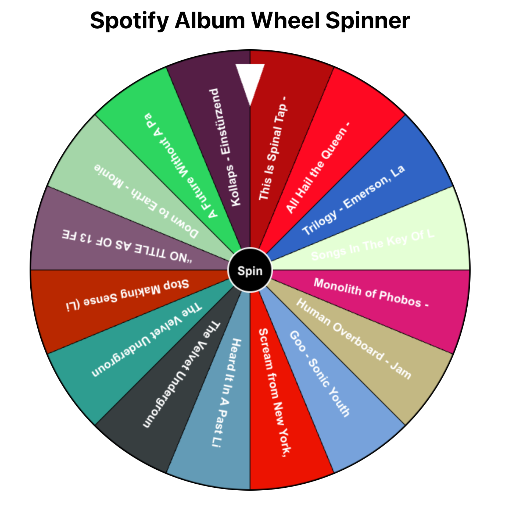 Spotify Album Wheel Spinner
This Is Spinal Tap -
All Hail the Queen -
Trilogy - Emerson, La
Songs In The Key Of L
Monolith of Phobos -
Human Overboard - Jam
Goo - Sonic Youth
Scream from New York,
Heard It In A Past Li
The Velvet Undergroun
The Velvet Undergroun
Stop Making Sense (Li
"NO TITLE AS OF 13 FE
Down to Earth - Monie
A Future Without A Pa
Kollaps - Einstürzend
Spin